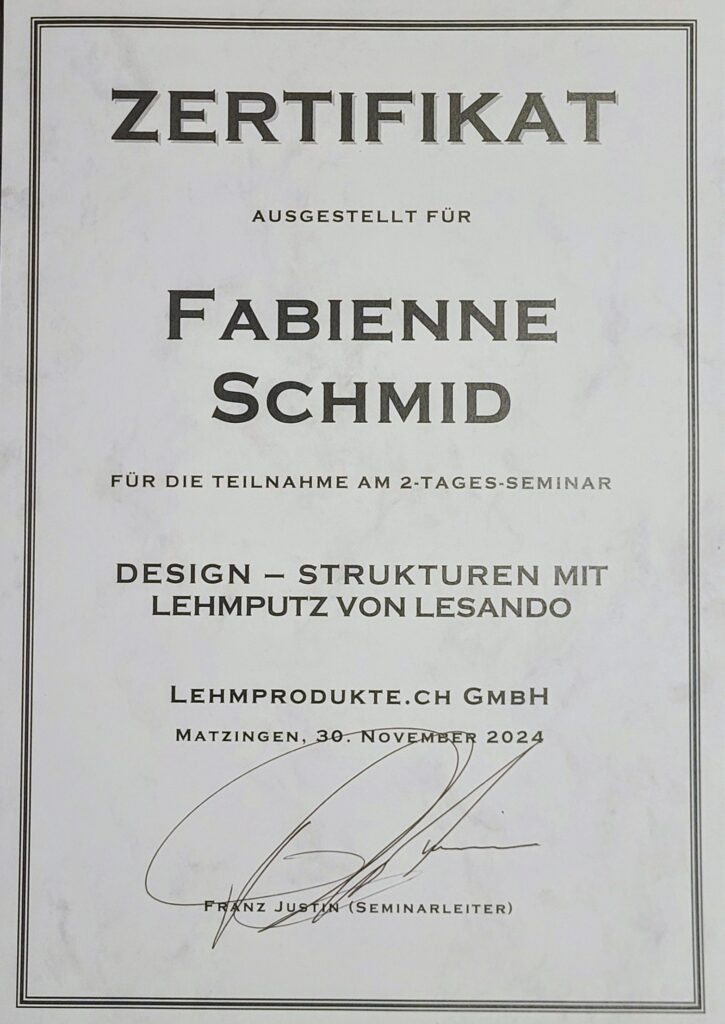 ZERTIFIKAT
AUSGESTELLT FÜR
FABIENNE
SCHMID
FÜR DIE TEILNAHME AM 2-TAGES-SEMINAR
DESIGN – STRUKTUREN MIT
LEHMPUTZ VON LESANDO
LEHMPRODUKTE.CH GMBH
MATZINGEN, 30. NOVEMBER 2024
FRANZ JUSTIN (SEMINARLEITER)